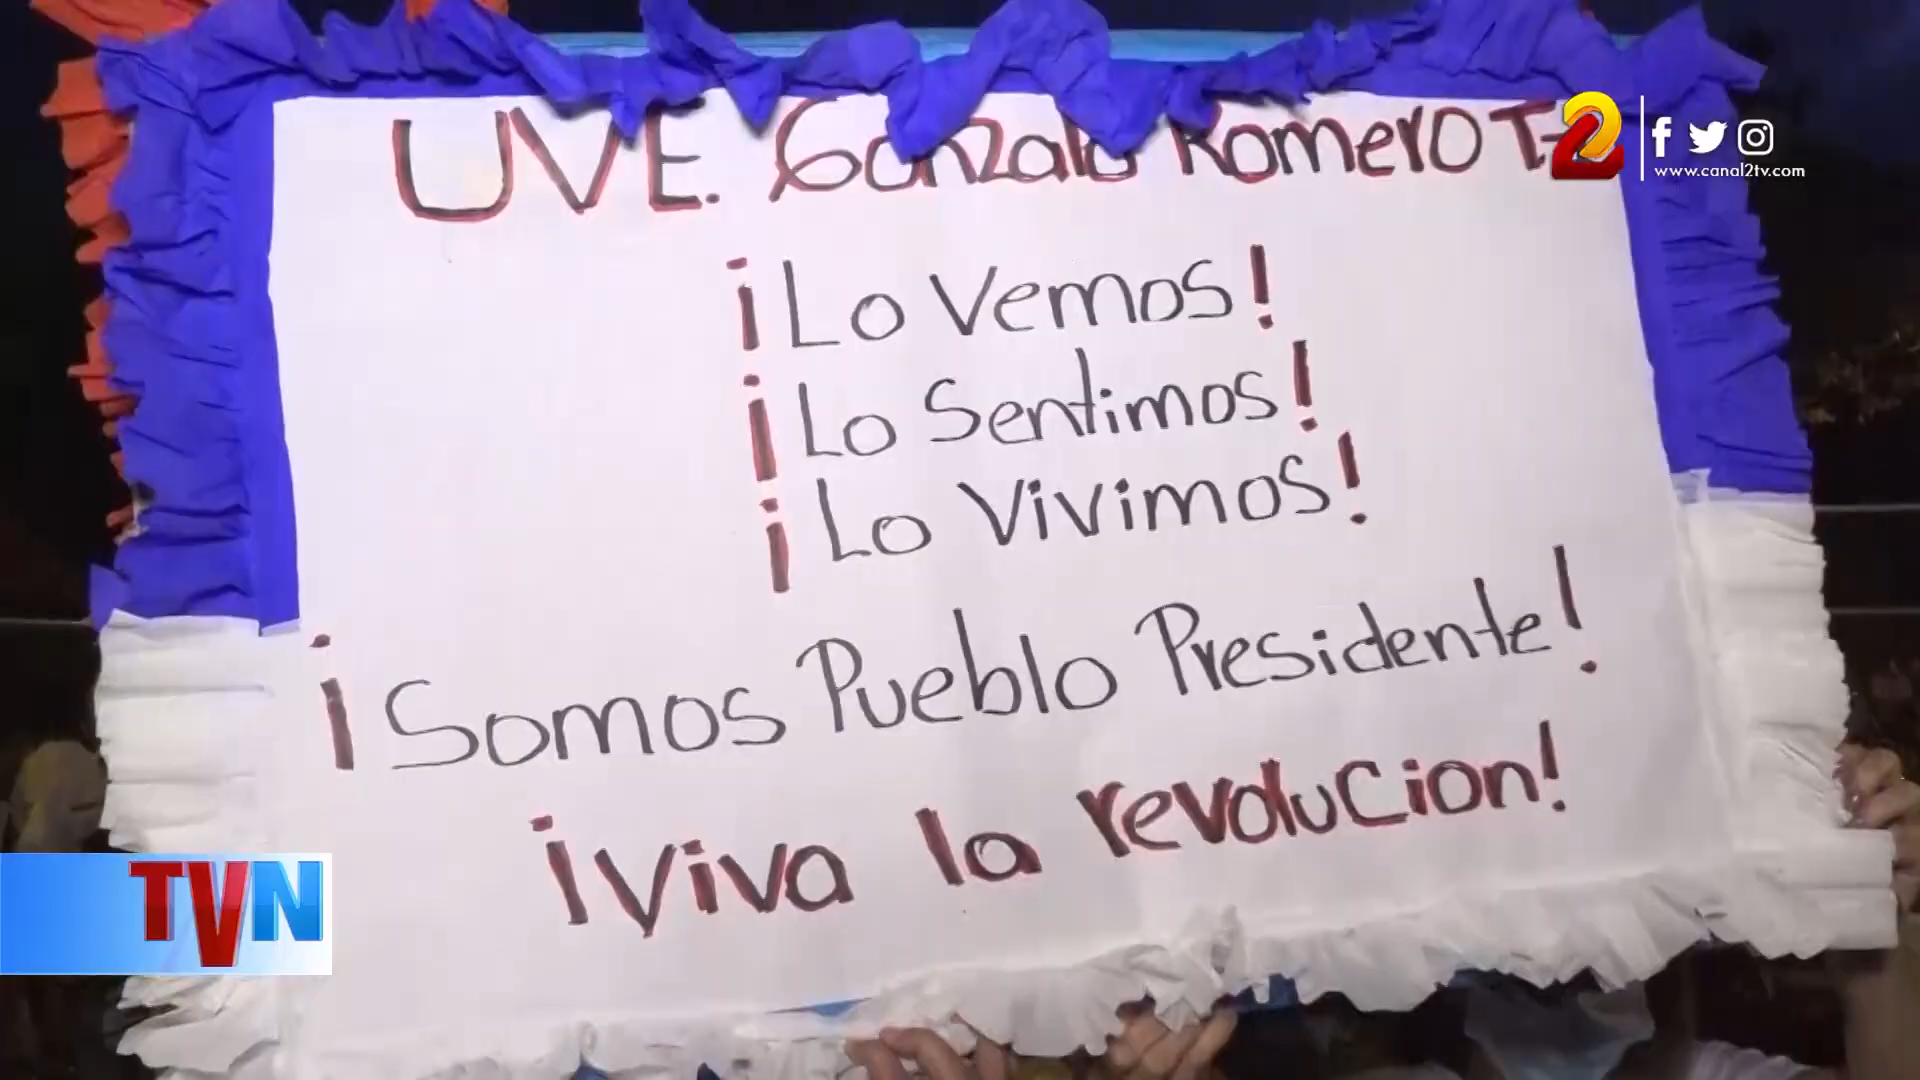 UVE. Gonzalo Romero T-
2
www.canal2tv.com
¡Lo Vemos!
¡Lo Sentimos!
¡Lo Vivimos!
¡Somos Pueblo Presidente!
¡Viva la revolucion!
TVN